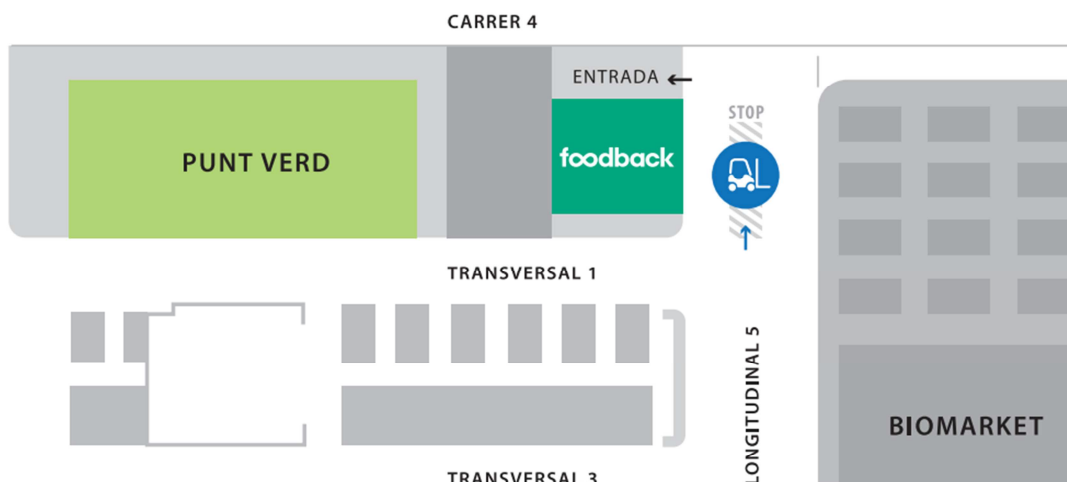 CARRER 4
ENTRADA
STOP
PUNT VERD
foodback
TRANSVERSAL 1
LONGITUDINAL 5
BIOMARKET
TRANSVERSAL 3